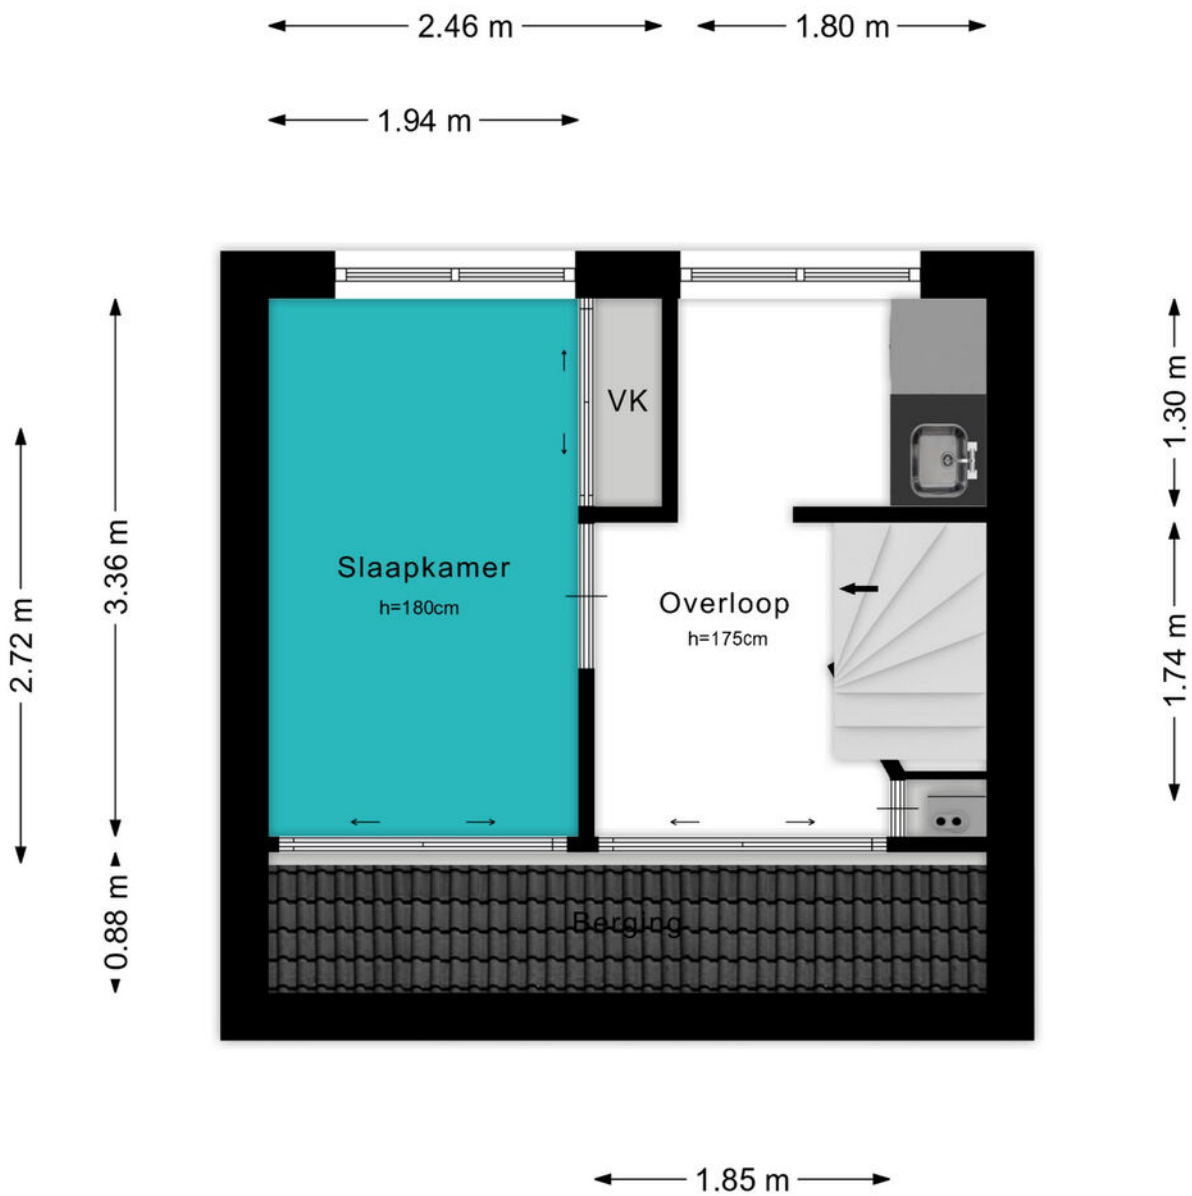 2.46 m
1.80 m
1.94 m
VK
1.30 m
3.36 m
Slaapkamer
h=180cm
Overloop
h=175cm
2.72 m
1.74 m
0.88 m
Berging
1.85 m